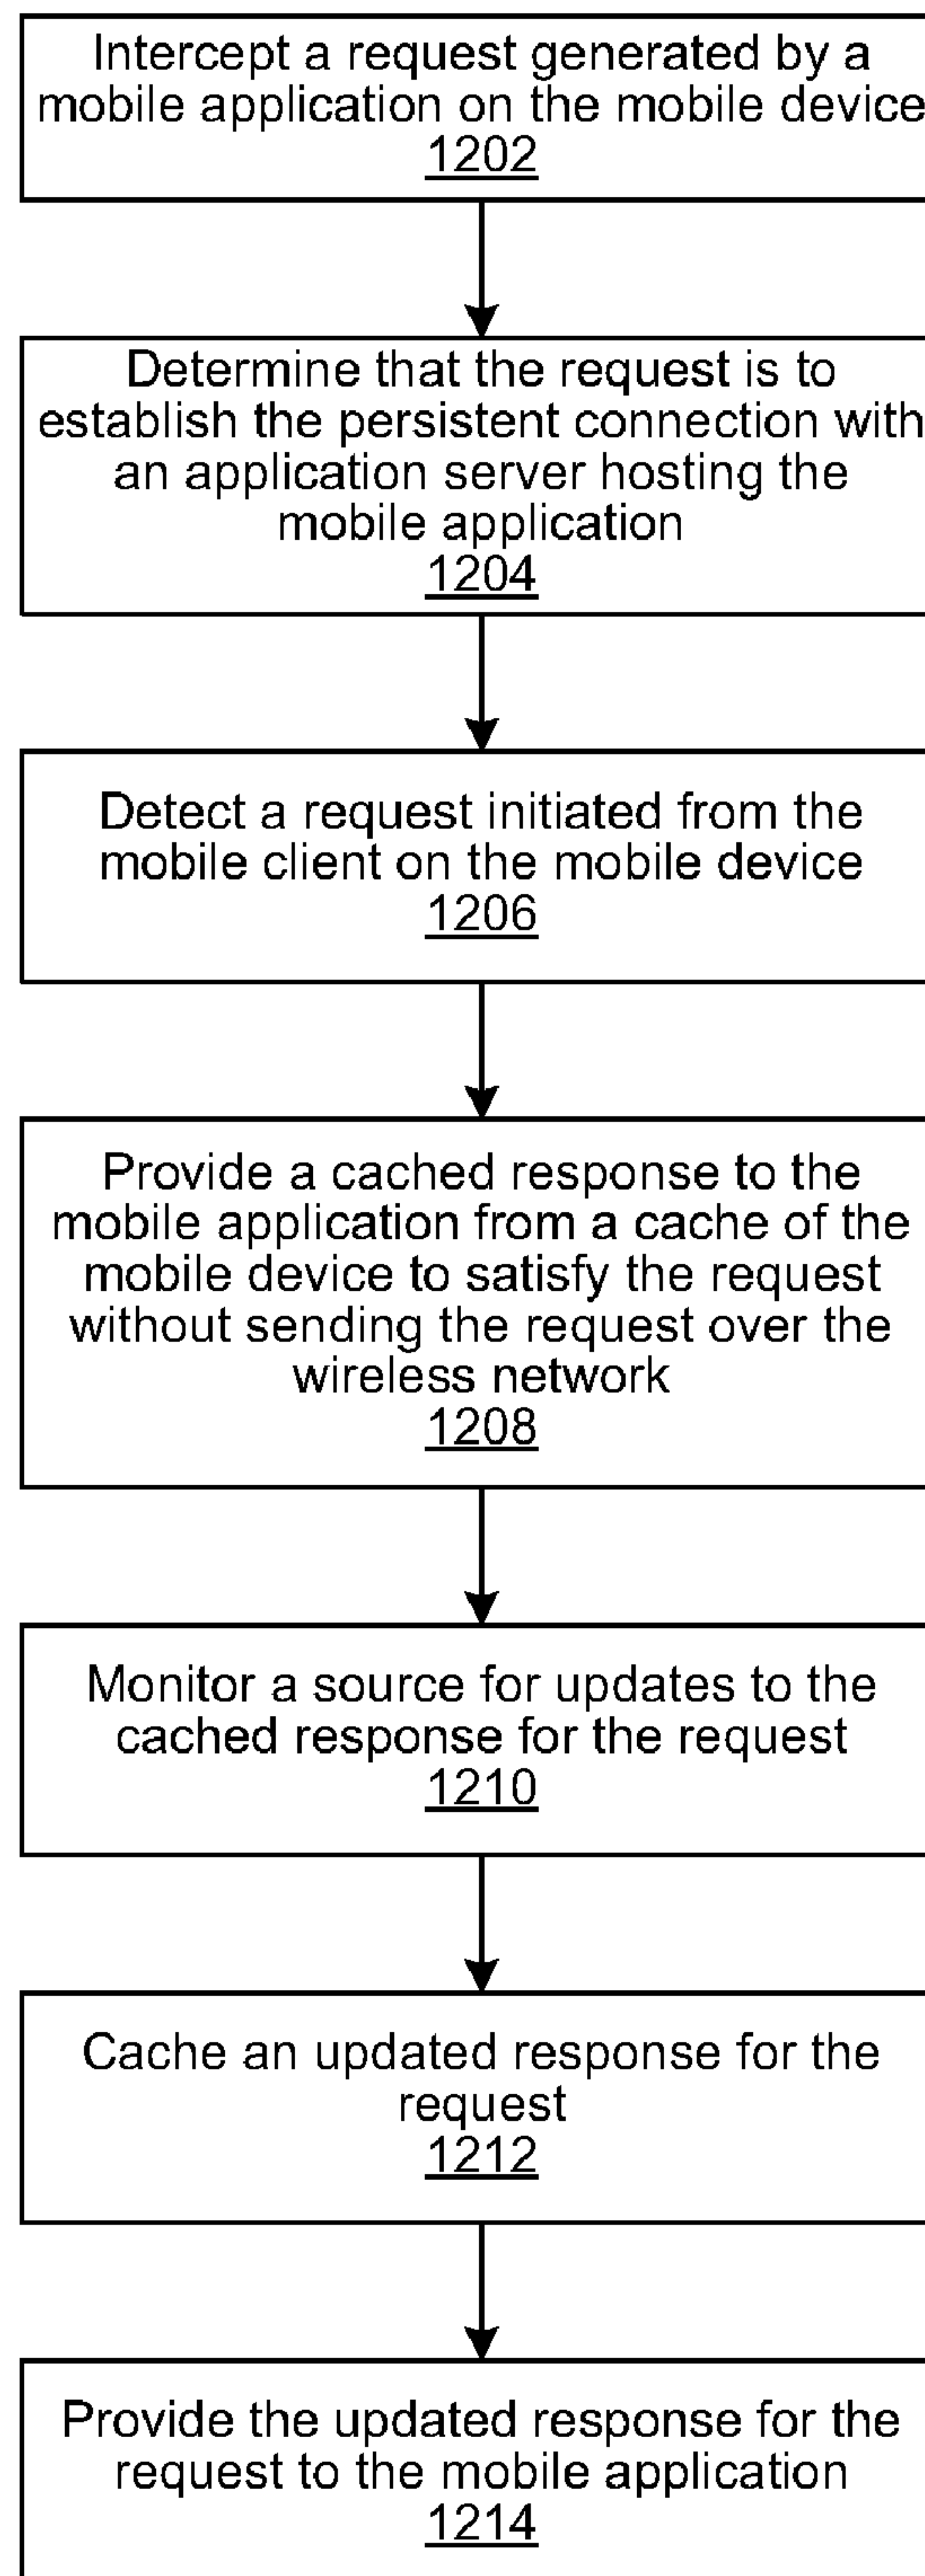 Intercept a request generated by a
mobile application on the mobile device
1202
Determine that the request is to
establish the persistent connection with
an application server hosting the
mobile application
1204
Detect a request initiated from the
mobile client on the mobile device
1206
Provide a cached response to the
mobile application from a cache of the
mobile device to satisfy the request
without sending the request over the
wireless network
1208
Monitor a source for updates to the
cached response for the request
1210
Cache an updated response for the
request
1212
Provide the updated response for the
request to the mobile application
1214